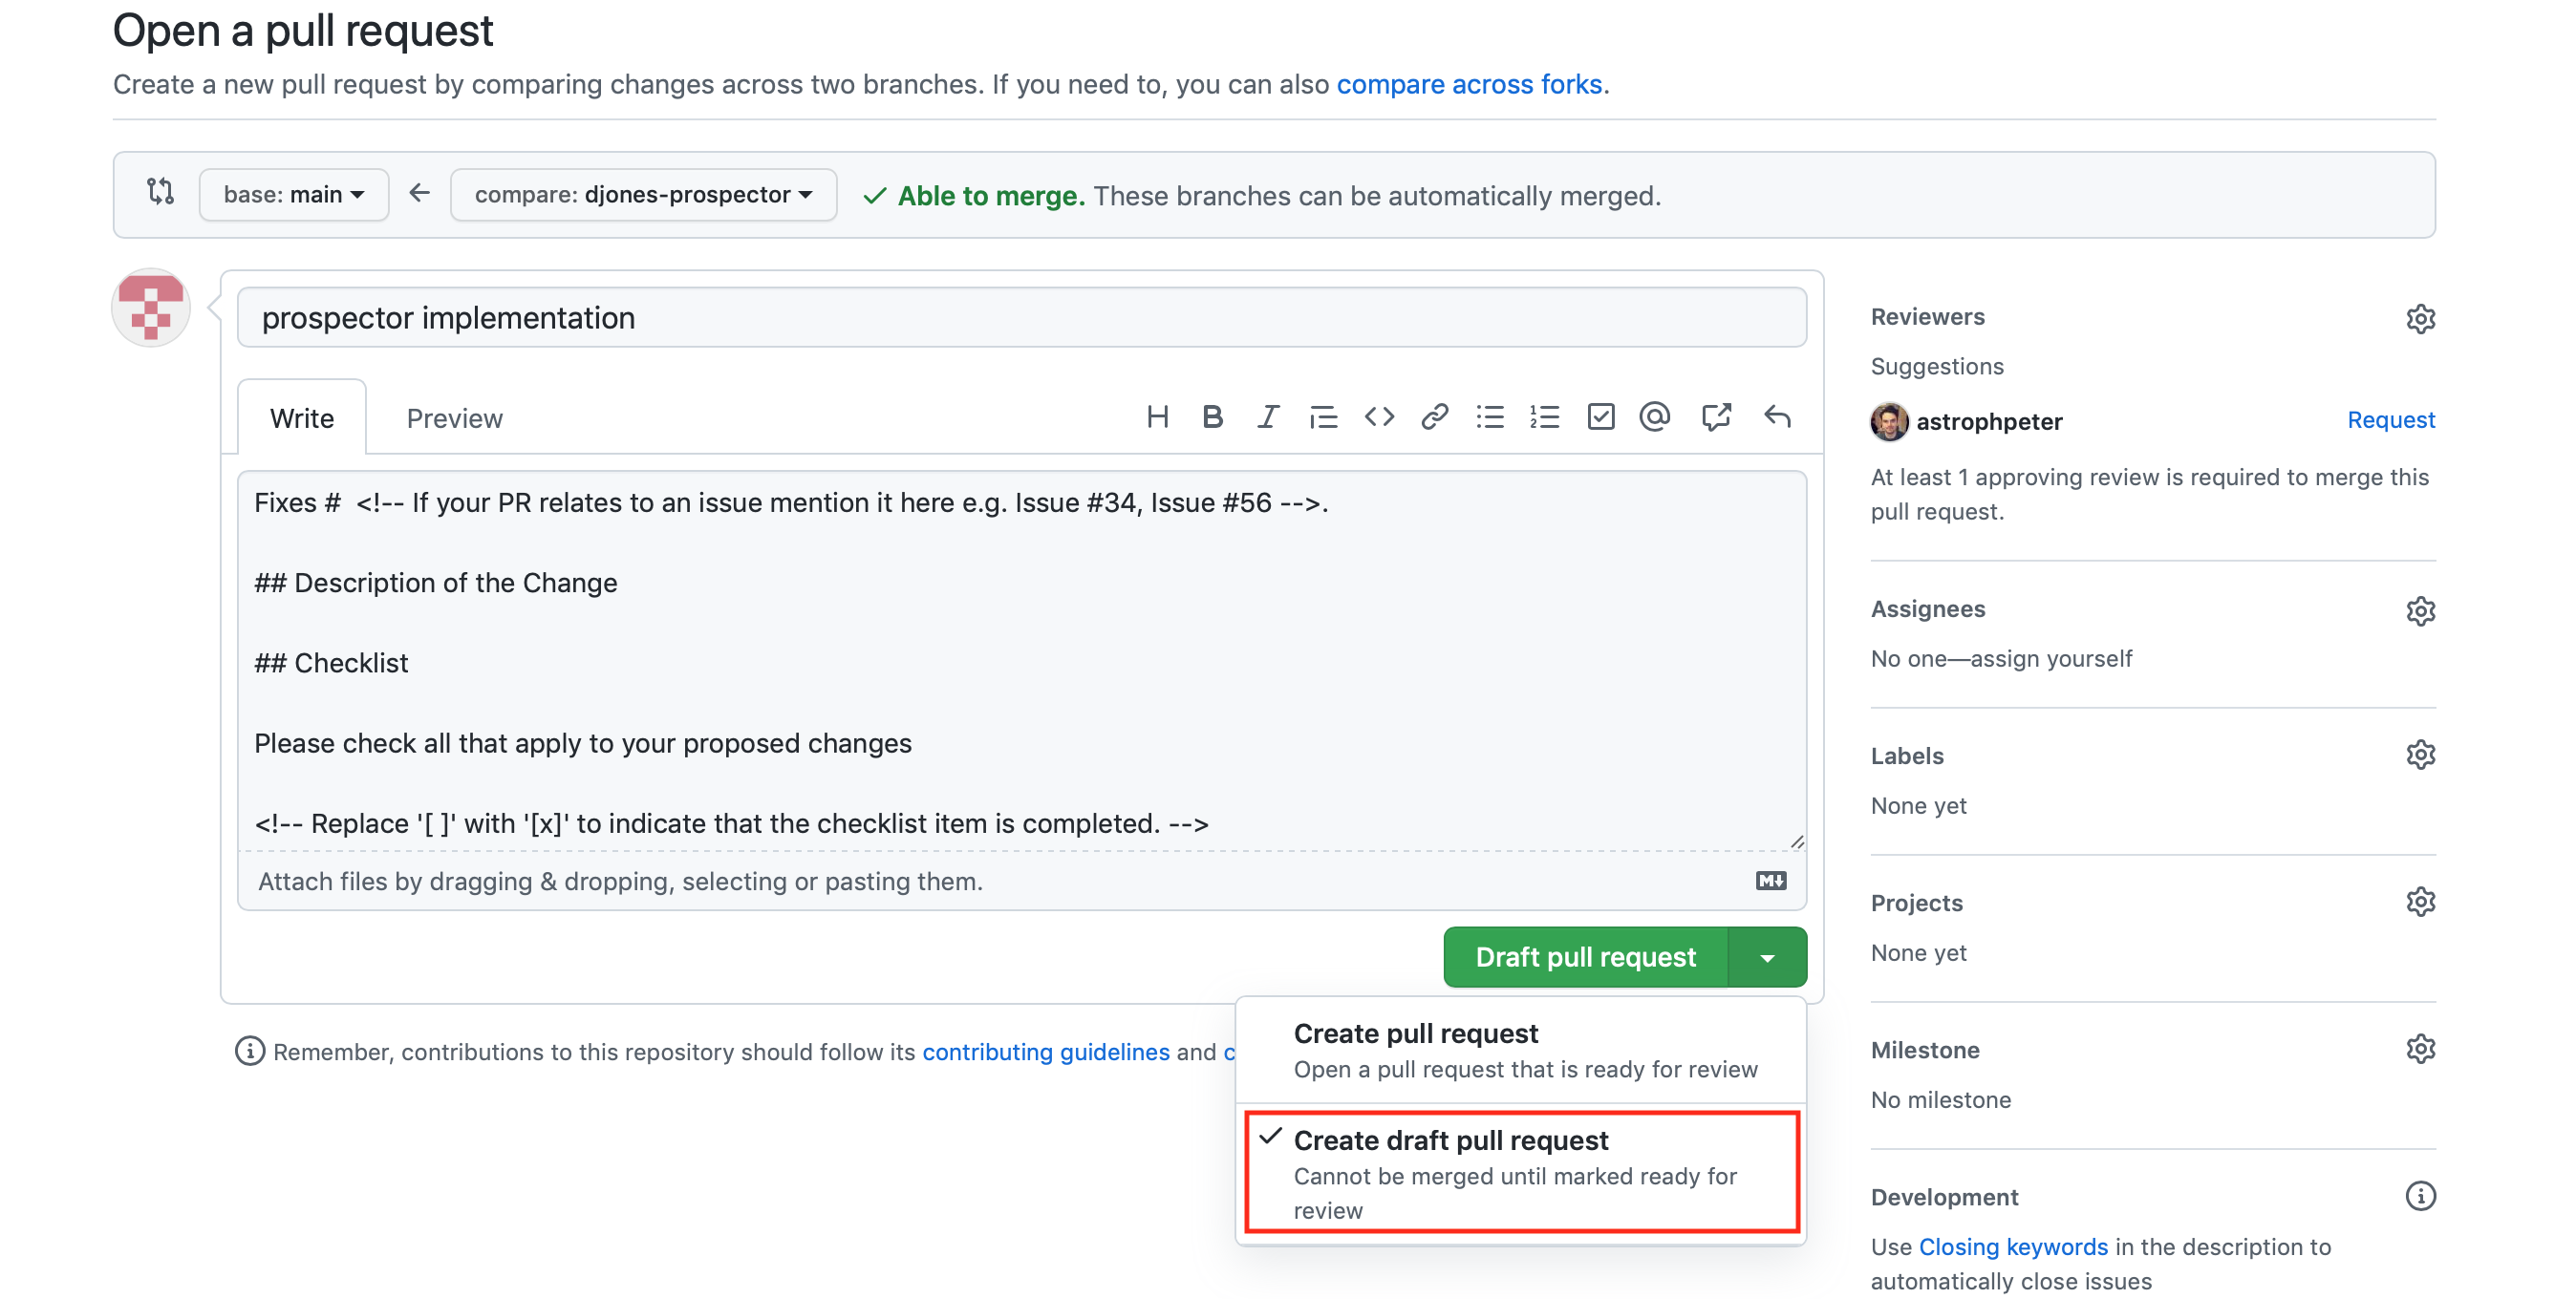 Open a pull request
Create a new pull request by comparing changes across two branches. If you need to, you can also compare across forks.
base: main
compare: djones-prospector
Able to merge. These branches can be automatically merged.
prospector implementation
Write
Preview
Fixes #  <!-- If your PR relates to an issue mention it here e.g. Issue #34, Issue #56 -->.
## Description of the Change
## Checklist
Please check all that apply to your proposed changes
<!-- Replace '[ ]' with '[x]' to indicate that the checklist item is completed. -->
Attach files by dragging & dropping, selecting or pasting them.
Draft pull request
Create pull request
Open a pull request that is ready for review
Create draft pull request
Cannot be merged until marked ready for
review
Remember, contributions to this repository should follow its contributing guidelines and
Reviewers
Suggestions
astrophpeter
Request
At least 1 approving review is required to merge this
pull request.
Assignees
No one—assign yourself
Labels
None yet
Projects
None yet
Milestone
No milestone
Development
Use Closing keywords in the description to
automatically close issues